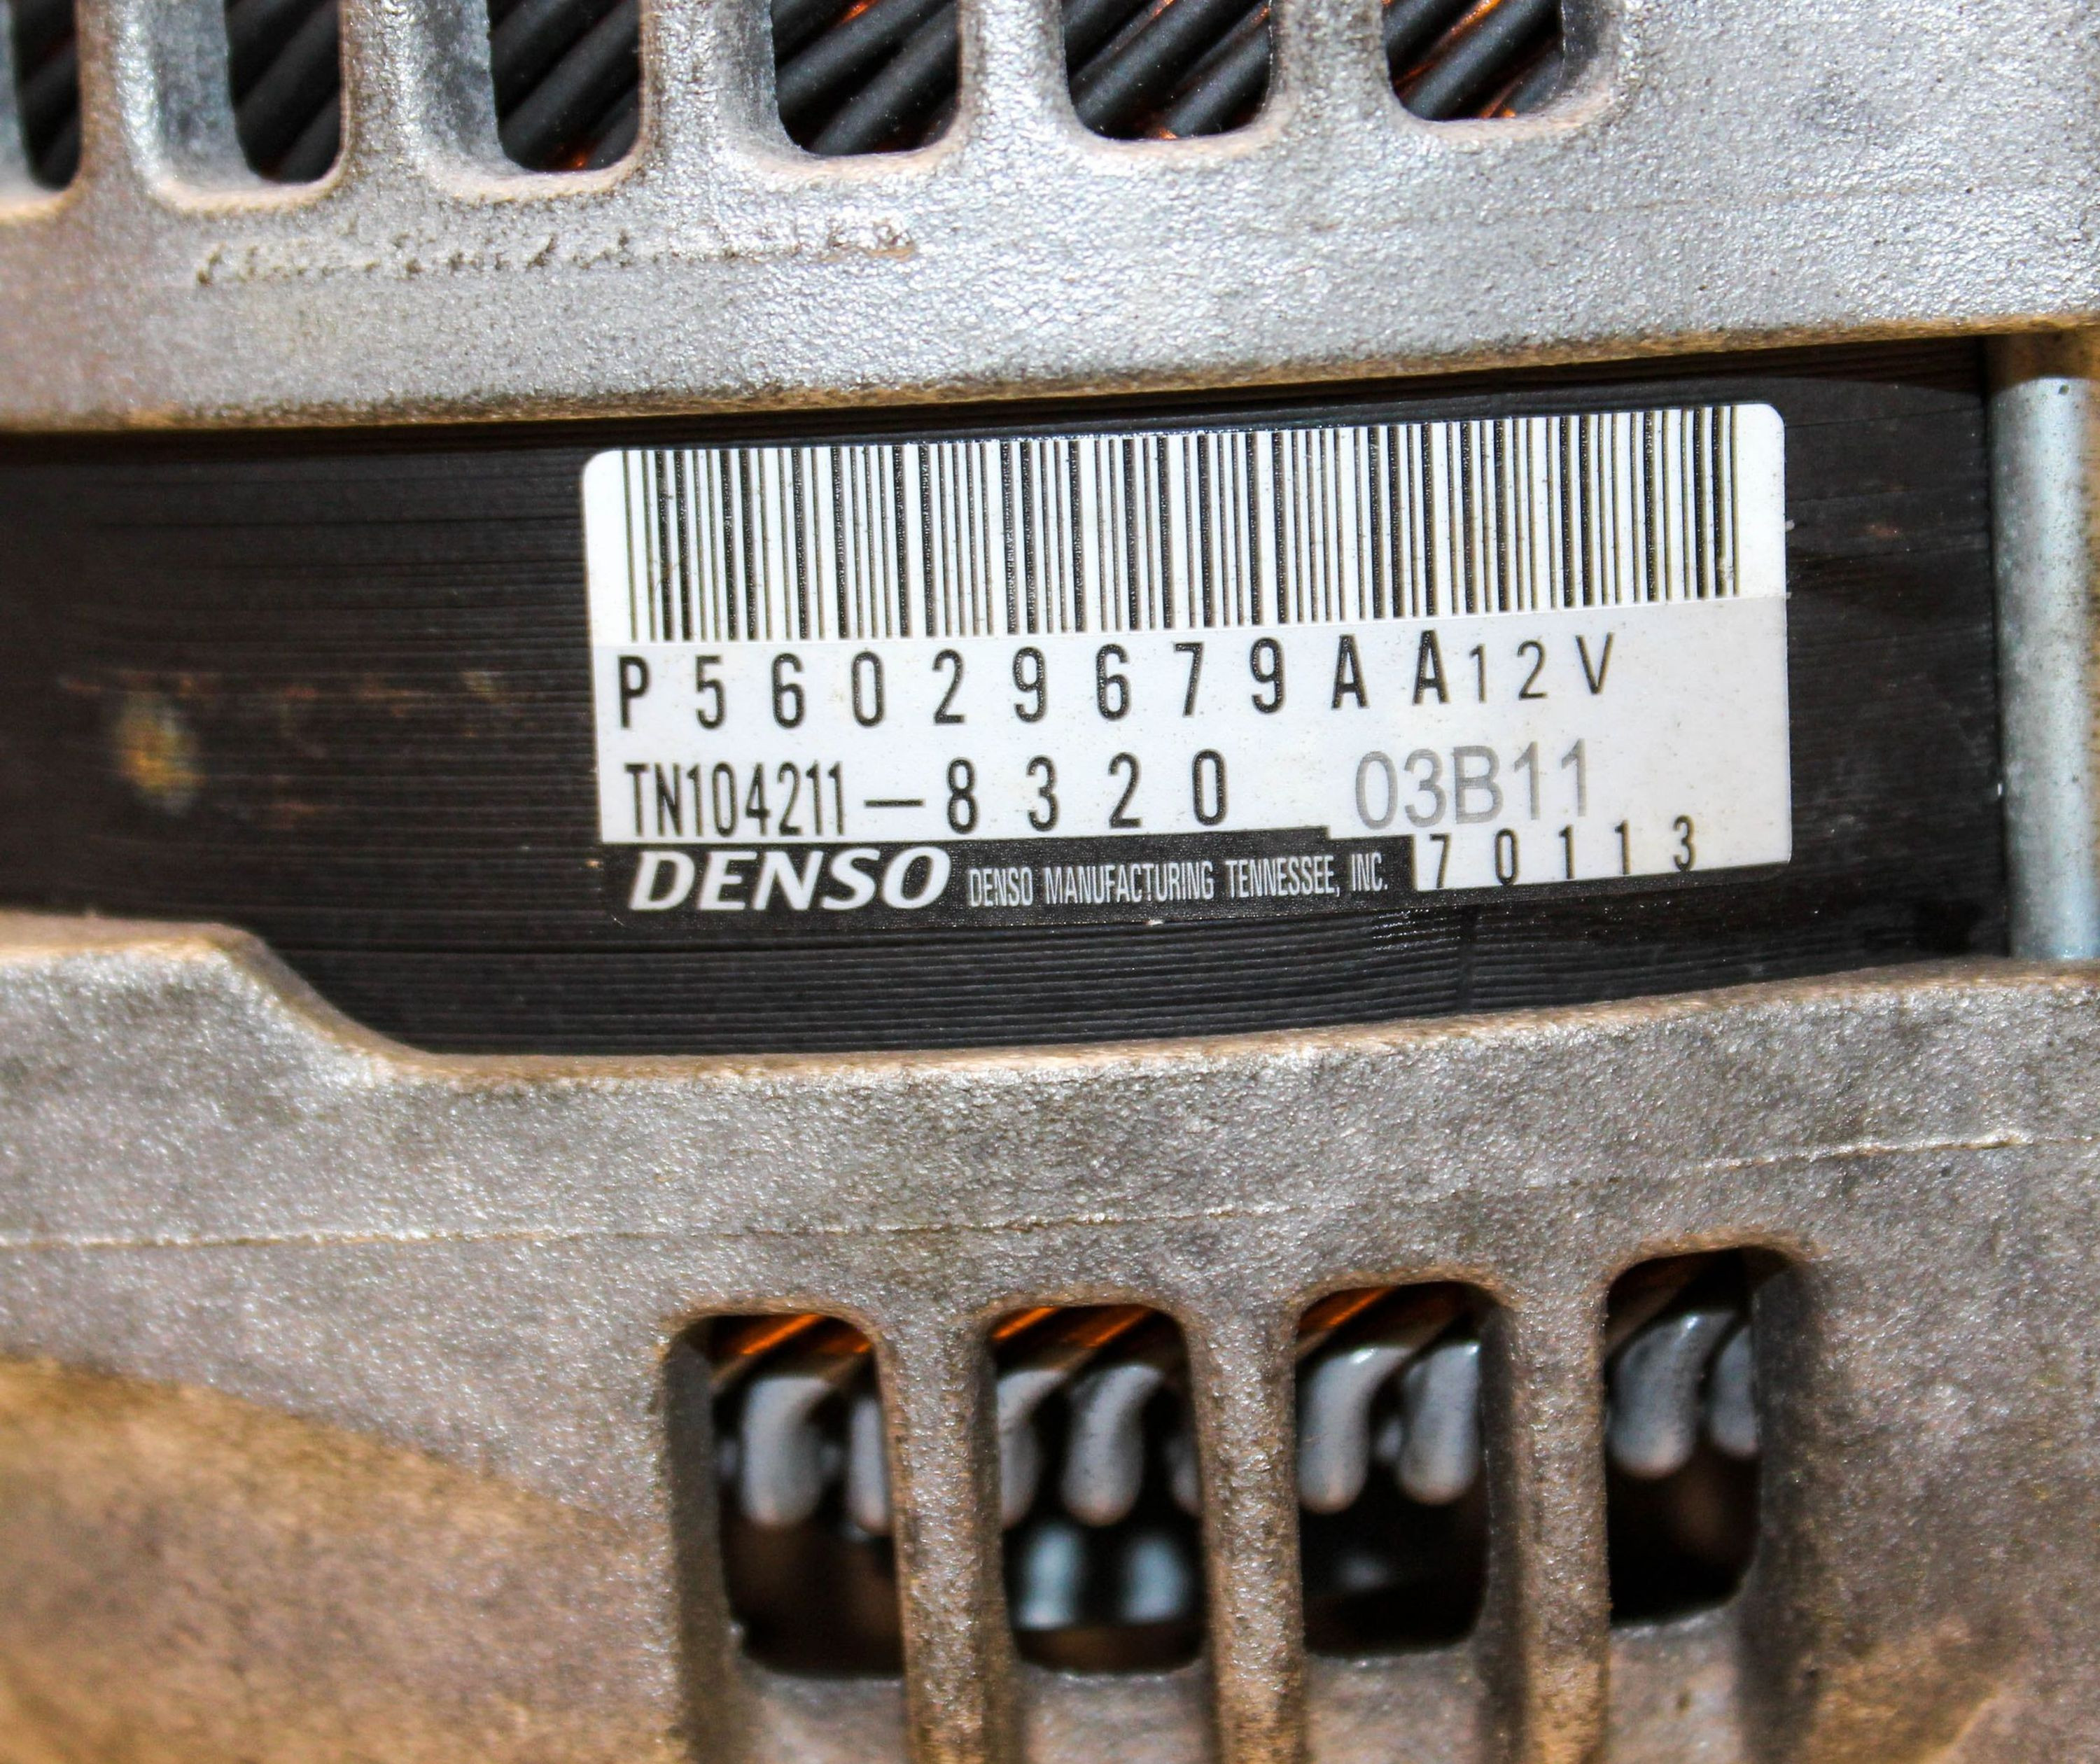 P56029679AA12V
TN104211-8320 03B11
70113
DENSO DENSO MANUFACTURING TENNESSEE, INC.